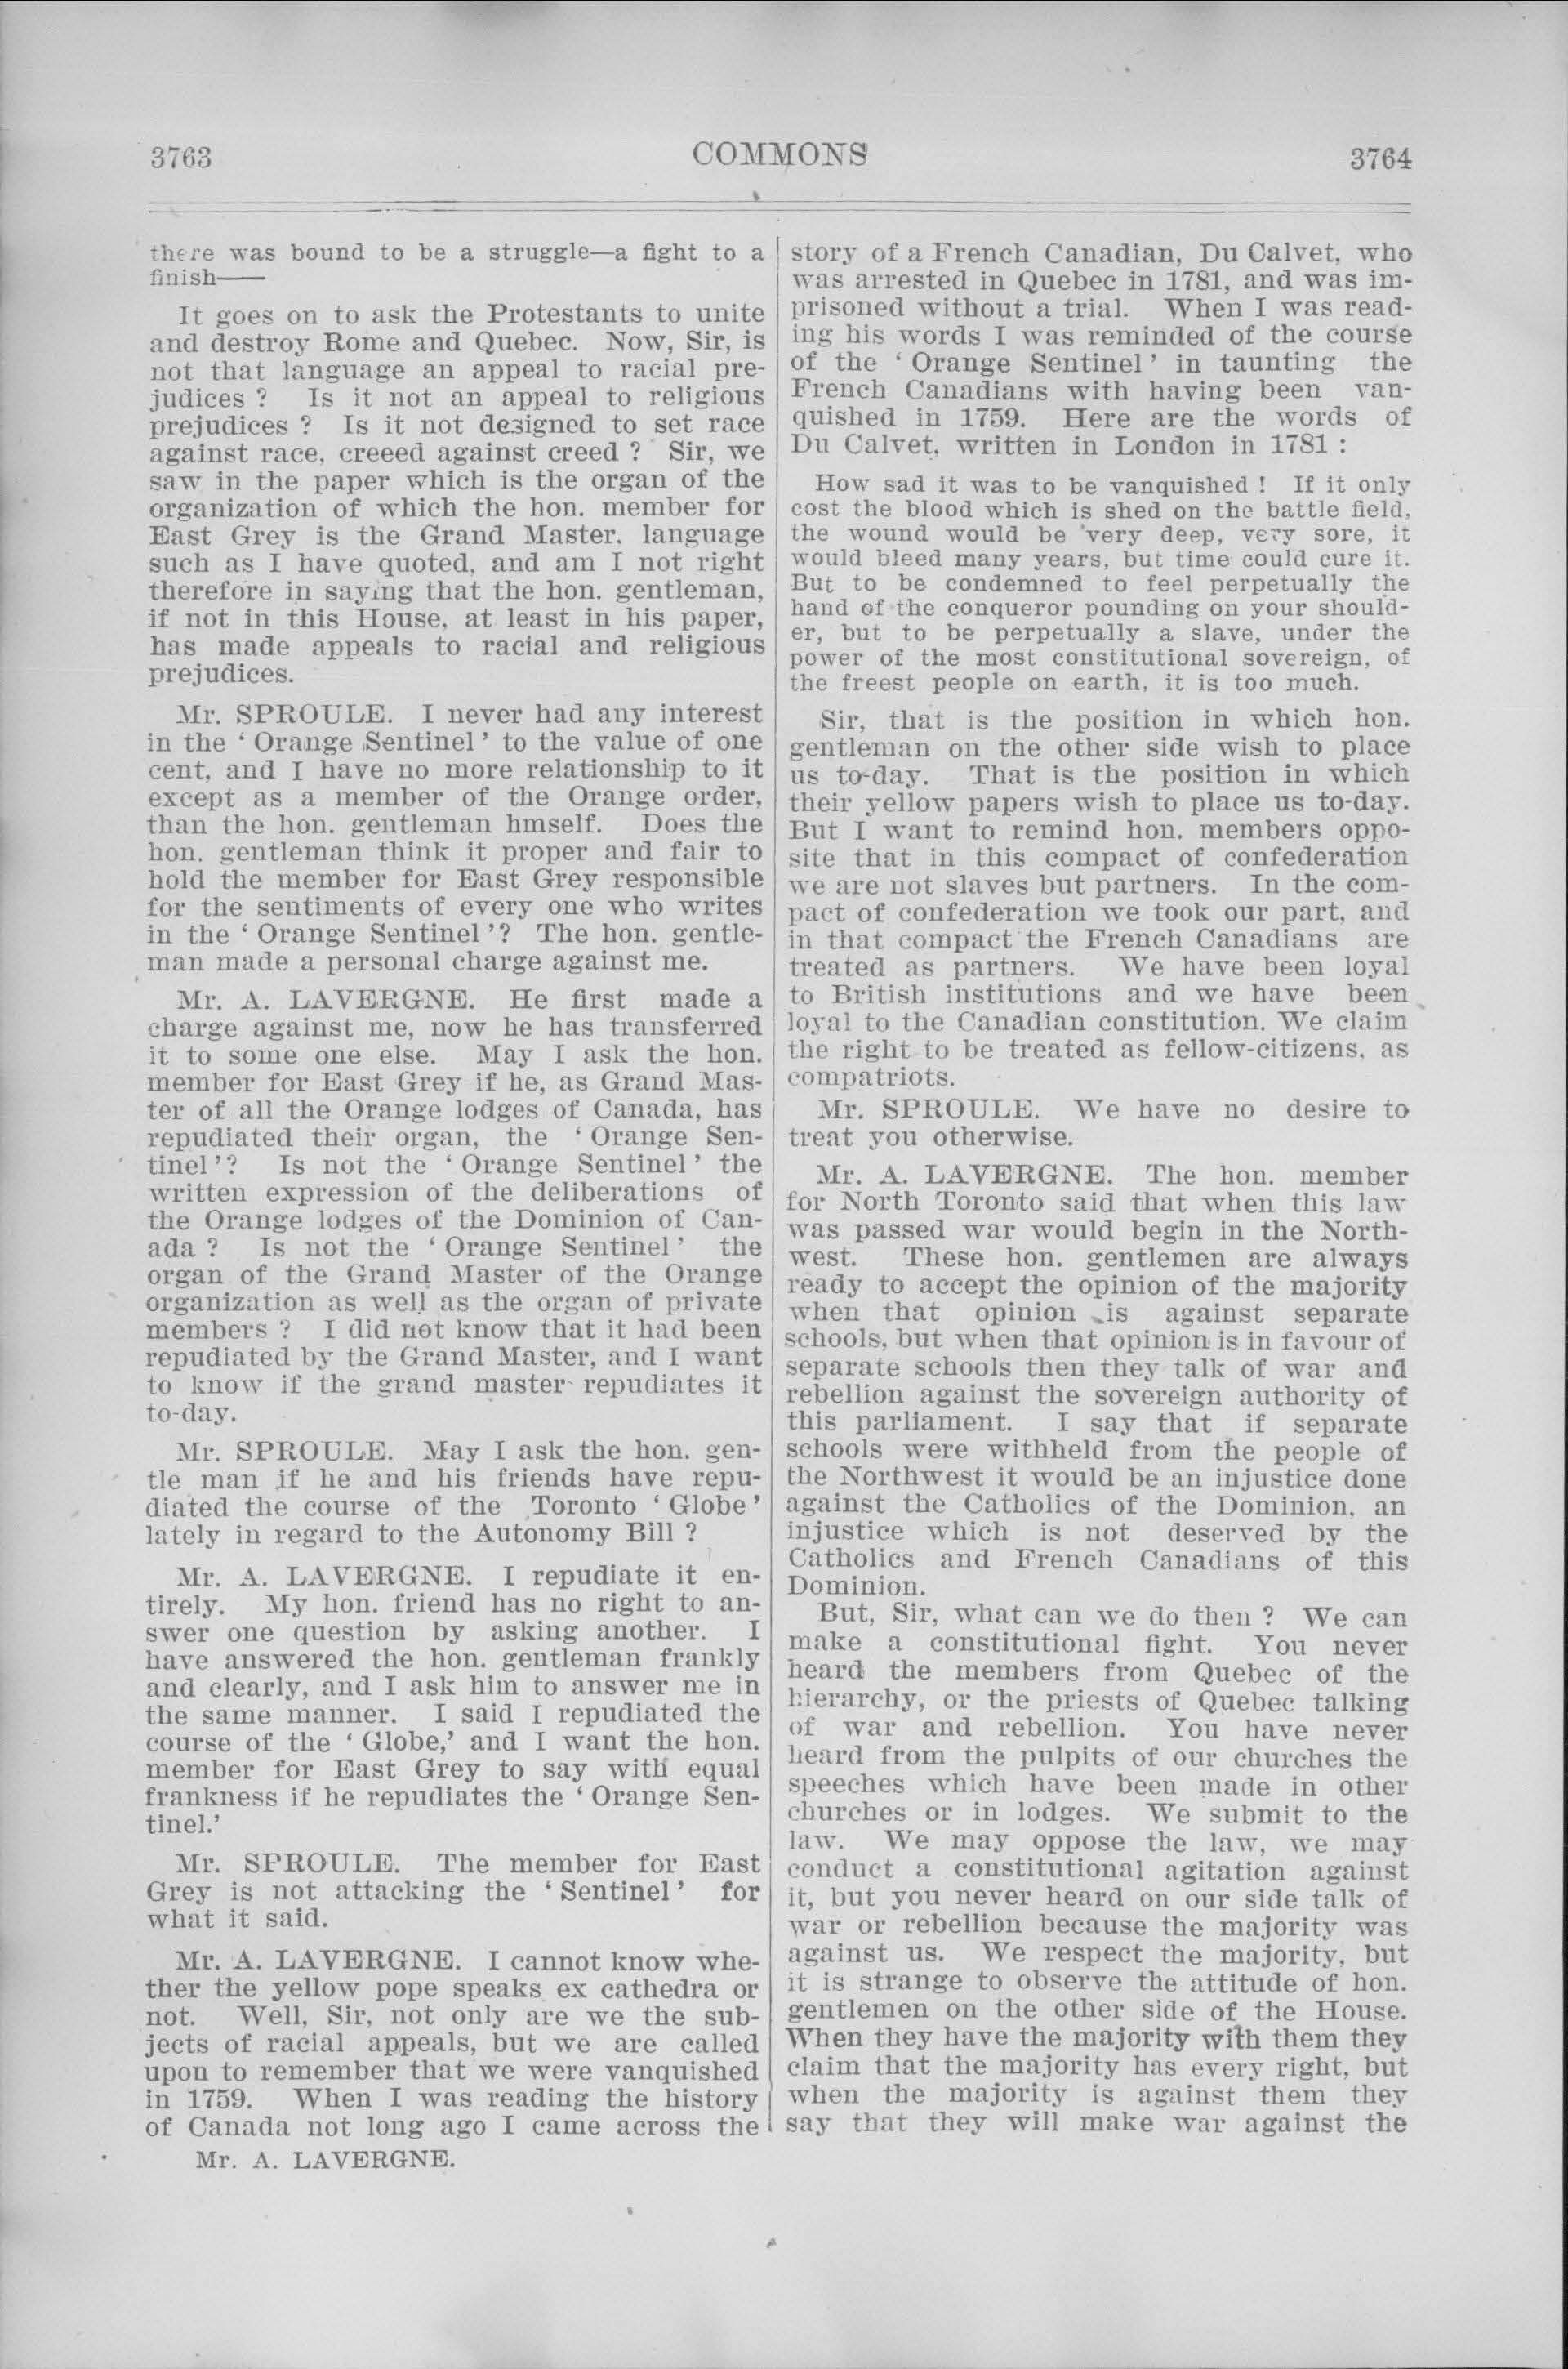 3763
COMMONS
3764
there was bound to be a struggle—a fight to a
finish——
It goes on to ask the Protestants to unite
and destroy Rome and Quebec. Now, Sir, is
not that language an appeal to racial pre-
judices ? Is it not an appeal to religious
prejudices ? Is it not designed to set race
against race, creeed against creed ? Sir, we
saw in the paper which is the organ of the
organization of which the hon. member for
East Grey is the Grand Master, language
such as I have quoted, and am I not right
therefore in saying that the hon. gentleman,
if not in this House, at least in his paper,
has made appeals to racial and religious
prejudices.
Mr. SPROULE. I never had any interest
in the ‘ Orange Sentinel ’ to the value of one
cent, and I have no more relationship to it
except as a member of the Orange order,
than the hon. gentleman hmself. Does the
hon. gentleman think it proper and fair to
hold the member for East Grey responsible
for the sentiments of every one who writes
in the ‘ Orange Sentinel ’? The hon. gentle-
man made a personal charge against me.
Mr. A. LAVERGNE. He first made a
charge against me, now he has transferred
it to some one else. May I ask the hon.
member for East Grey if he, as Grand Mas-
ter of all the Orange lodges of Canada, has
repudiated their organ, the ‘ Orange Sen-
tinel ’? Is not the ‘ Orange Sentinel ’ the
written expression of the deliberations of
the Orange lodges of the Dominion of Can-
ada ? Is not the ‘ Orange Sentinel ’ the
organ of the Grand Master of the Orange
organization as well as the organ of private
members ? I did not know that it had been
repudiated by the Grand Master, and I want
to know if the grand master repudiates it
to-day.
Mr. SPROULE. May I ask the hon. gen-
tle man if he and his friends have repu-
diated the course of the Toronto ‘ Globe ’
lately in regard to the Autonomy Bill ?
Mr. A. LAVERGNE. I repudiate it en-
tirely. My hon. friend has no right to an-
swer one question by asking another. I
have answered the hon. gentleman frankly
and clearly, and I ask him to answer me in
the same manner. I said I repudiated the
course of the ‘ Globe,’ and I want the hon.
member for East Grey to say with equal
frankness if he repudiates the ‘ Orange Sen-
tinel.’
Mr. SPROULE. The member for East
Grey is not attacking the ‘ Sentinel ’ for
what it said.
Mr. A. LAVERGNE. I cannot know whe-
ther the yellow pope speaks ex cathedra or
not. Well, Sir, not only are we the sub-
jects of racial appeals, but we are called
upon to remember that we were vanquished
in 1759. When I was reading the history
of Canada not long ago I came across the
Mr. A. LAVERGNE.
story of a French Canadian, Du Calvet, who
was arrested in Quebec in 1781, and was im-
prisoned without a trial. When I was read-
ing his words I was reminded of the course
of the ‘ Orange Sentinel ’ in taunting the
French Canadians with having been van-
quished in 1759. Here are the words of
Du Calvet, written in London in 1781 :
How sad it was to be vanquished ! If it only
cost the blood which is shed on the battle field,
the wound would be very deep, very sore, it
would bleed many years, but time could cure it.
But to be condemned to feel perpetually the
hand of the conqueror pounding on your should-
er, but to be perpetually a slave, under the
power of the most constitutional sovereign, of
the freest people on earth, it is too much.
Sir, that is the position in which hon.
gentleman on the other side wish to place
us to-day. That is the position in which
their yellow papers wish to place us to-day.
But I want to remind hon. members oppo-
site that in this compact of confederation
we are not slaves but partners. In the com-
pact of confederation we took our part, and
in that compact the French Canadians are
treated as partners. We have been loyal
to British institutions and we have been
loyal to the Canadian constitution. We claim
the right to be treated as fellow-citizens, as
compatriots.
Mr. SPROULE. We have no desire to
treat you otherwise.
Mr. A. LAVERGNE. The hon. member
for North Toronto said that when this law
was passed war would begin in the North-
west. These hon. gentlemen are always
ready to accept the opinion of the majority
when that opinion is against separate
schools, but when that opinion is in favour of
separate schools then they talk of war and
rebellion against the sovereign authority of
this parliament. I say that if separate
schools were withheld from the people of
the Northwest it would be an injustice done
against the Catholics of the Dominion, an
injustice which is not deserved by the
Catholics and French Canadians of this
Dominion.
But, Sir, what can we do then ? We can
make a constitutional fight. You never
heard the members from Quebec of the
hierarchy, or the priests of Quebec talking
of war and rebellion. You have never
heard from the pulpits of our churches the
speeches which have been made in other
churches or in lodges. We submit to the
law. We may oppose the law, we may
conduct a constitutional agitation against
it, but you never heard on our side talk of
war or rebellion because the majority was
against us. We respect the majority, but
it is strange to observe the attitude of hon.
gentlemen on the other side of the House.
When they have the majority with them they
claim that the majority has every right, but
when the majority is against them they
say that they will make war against the